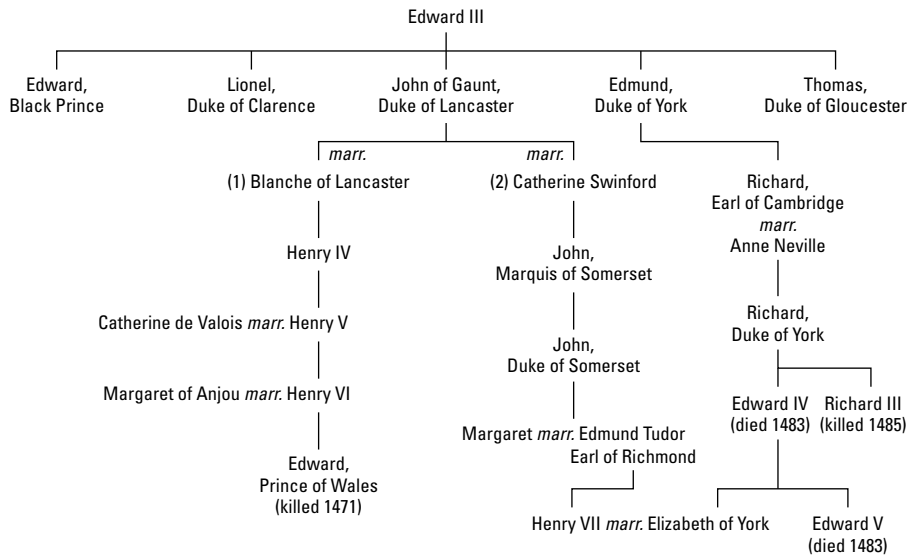 Edward III
Edward,
Black Prince
Lionel,
Duke of Clarence
John of Gaunt,
Duke of Lancaster
Edmund,
Duke of York
Thomas,
Duke of Gloucester
marr.
(1) Blanche of Lancaster
marr.
(2) Catherine Swinford
Richard,
Earl of Cambridge
marr.
Anne Neville
Henry IV
John,
Marquis of Somerset
Catherine de Valois marr. Henry V
Richard,
Duke of York
John,
Duke of Somerset
Margaret of Anjou marr. Henry VI
Edward IV
(died 1483)
Richard III
(killed 1485)
Margaret marr. Edmund Tudor
Earl of Richmond
Edward,
Prince of Wales
(killed 1471)
Henry VII marr. Elizabeth of York
Edward V
(died 1483)